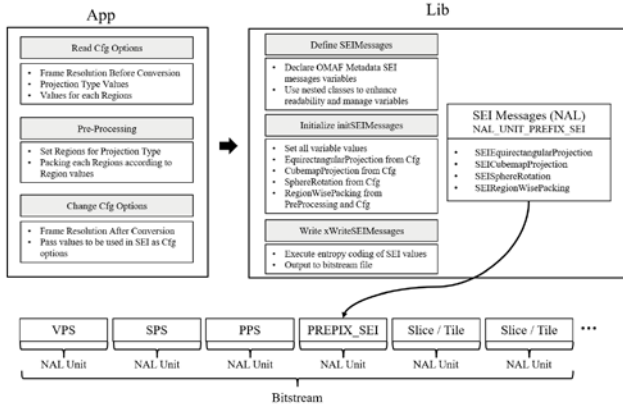 App
Read Cfg Options
• Frame Resolution Before Conversion
• Projection Type Values
• Values for each Regions
Pre-Processing
• Set Regions for Projection Type
• Packing each Regions according to
Region values
Change Cfg Options
• Frame Resolution After Conversion
• Pass values to be used in SEI as Cfg
options
Lib
Define SEIMessages
• Declare OMAF Metadata SEI
messages variables
• Use nested classes to enhance
readability and manage variables
Initialize initSEIMessages
• Set all variable values
• EquirectangularProjection from Cfg
• CubemapProjection from Cfg
• SphereRotation from Cfg
• RegionWisePacking from
PreProcessing and Cfg
Write xWriteSEIMessages
• Execute entropy coding of SEI values
• Output to bitstream file
SEI Messages (NAL)
NAL_UNIT_PREFIX_SEI
• SEIEquirectangularProjection
• SEICubemapProjection
• SEISphereRotation
• SEIRegionWisePacking
VPS SPS PPS PREPIX_SEI Slice / Tile Slice / Tile •••
NAL Unit NAL Unit NAL Unit NAL Unit NAL Unit NAL Unit
Bitstream